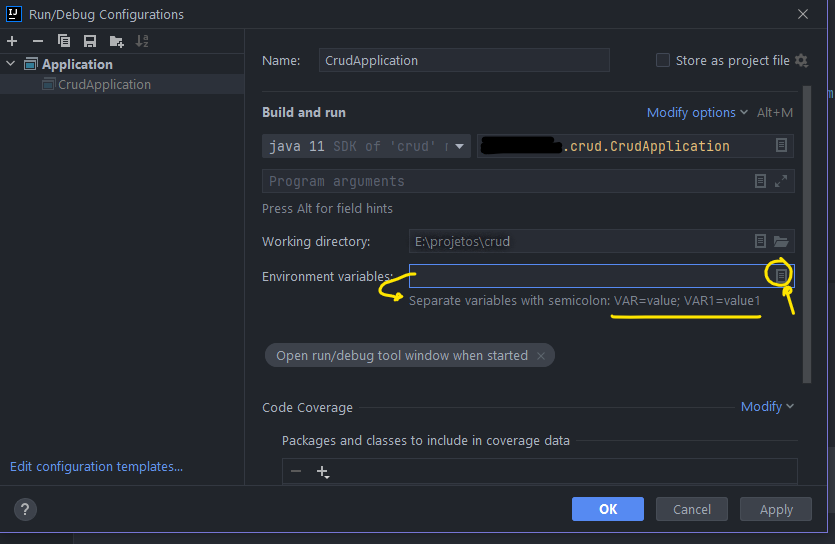 IJ Run/Debug Configurations
Application
CrudApplication
Name: CrudApplication Store as project file
Build and run Modify options Alt+M
java 11 SDK of 'crud' .crud.CrudApplication
Program arguments
Press Alt for field hints
Working directory: E:\projetos\crud
Environment variables:
Separate variables with semicolon: VAR=value; VAR1=value1
Open run/debug tool window when started
Code Coverage Modify
Packages and classes to include in coverage data
Edit configuration templates...
? OK Cancel Apply